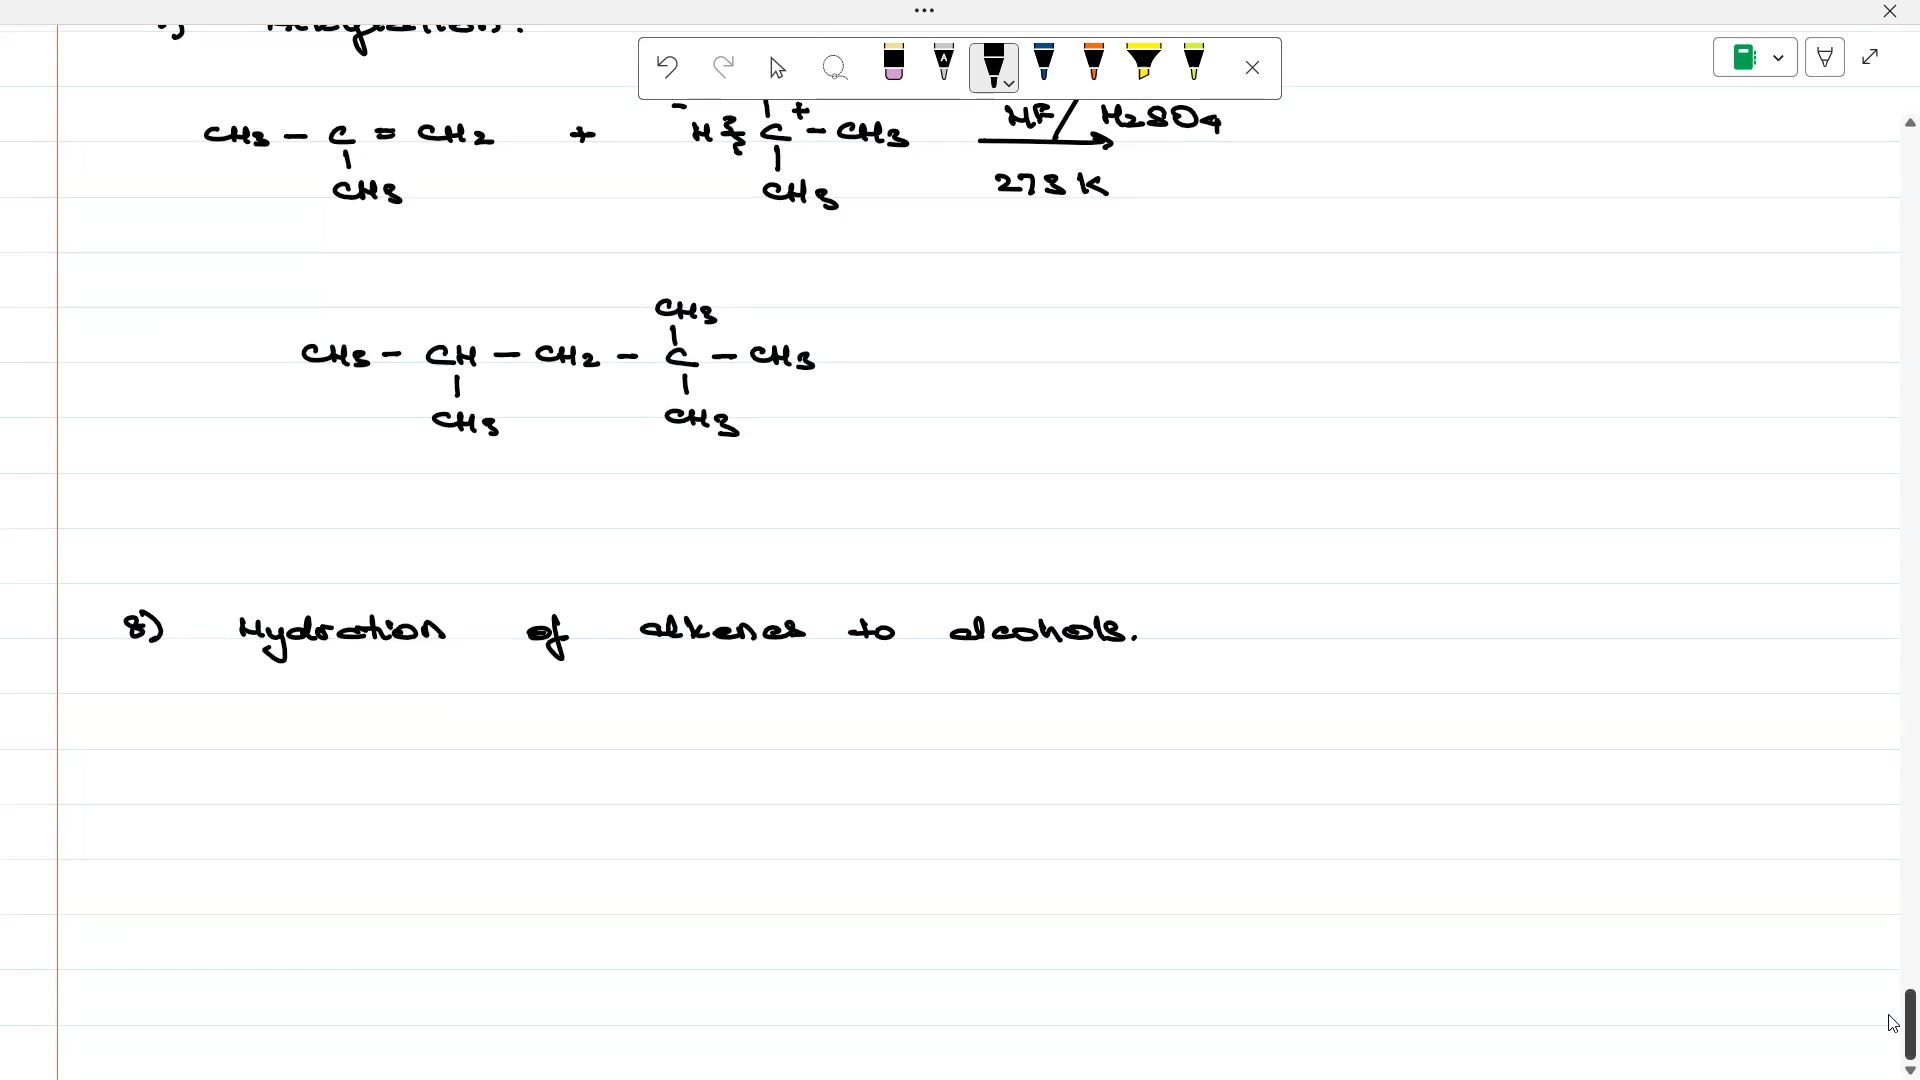 CH3 - C = CH2 + H } C - CH3 HF / H2SO4
- +
CH3 CH3 273 K
CH3
CH3 - CH - CH2 - C - CH3
CH3 CH3
8) Hydration of alkenes to alcohols.